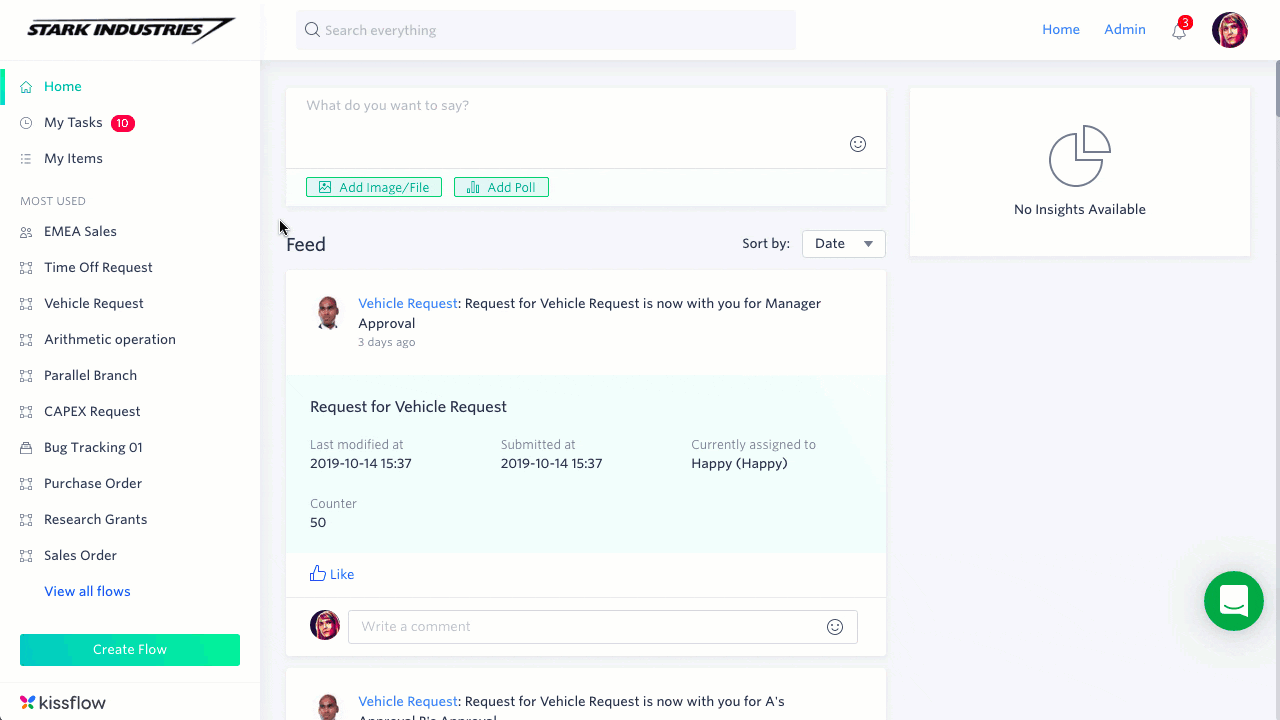 STARK INDUSTRIES
Search everything
Home
Admin
3
Home
My Tasks 10
My Items
MOST USED
EMEA Sales
Time Off Request
Vehicle Request
Arithmetic operation
Parallel Branch
CAPEX Request
Bug Tracking 01
Purchase Order
Research Grants
Sales Order
View all flows
Create Flow
kissflow
What do you want to say?
Add Image/File
Add Poll
Feed
Sort by: Date
Vehicle Request: Request for Vehicle Request is now with you for Manager
Approval
3 days ago
Request for Vehicle Request
Last modified at
2019-10-14 15:37
Submitted at
2019-10-14 15:37
Currently assigned to
Happy (Happy)
Counter
50
Like
Write a comment
Vehicle Request: Request for Vehicle Request is now with you for A's
Approval B's Approval
No Insights Available